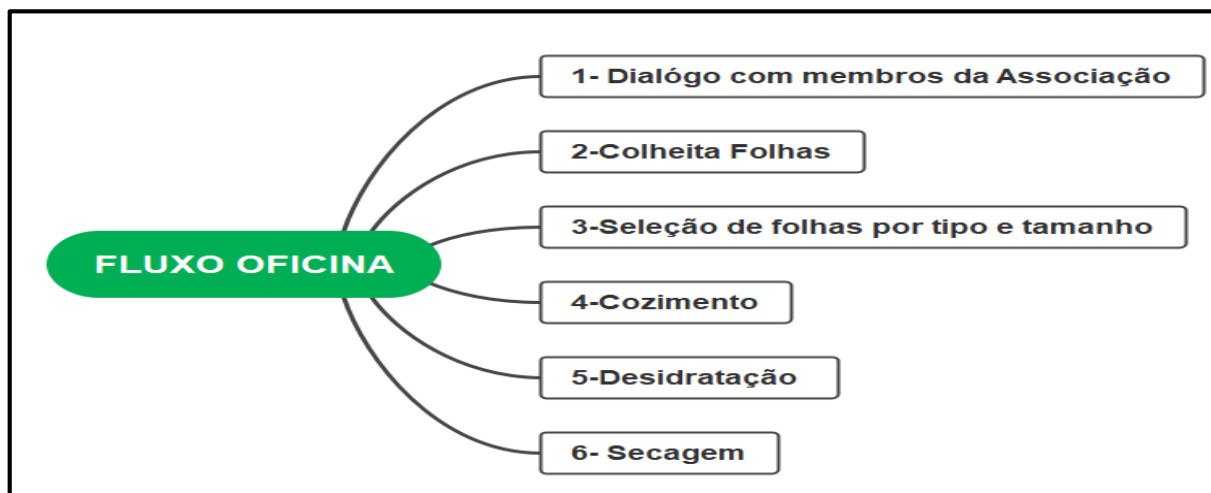 1- Dialógo com membros da Associação
2-Colheita Folhas
3-Seleção de folhas por tipo e tamanho
FLUXO OFICINA
4-Cozimento
5-Desidratação
6- Secagem